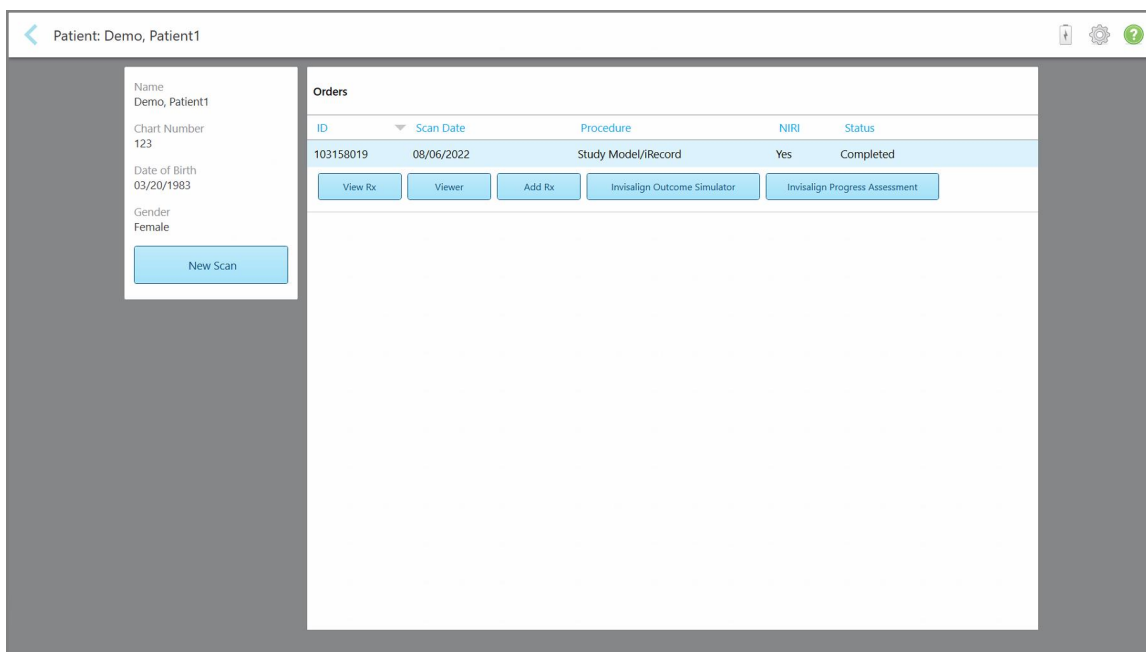 Patient: Demo, Patient1
?
Name
Demo, Patient1
Chart Number
123
Date of Birth
03/20/1983
Gender
Female
New Scan
Orders
ID Scan Date Procedure NIRI Status
103158019 08/06/2022 Study Model/iRecord Yes Completed
View Rx Viewer Add Rx Invisalign Outcome Simulator Invisalign Progress Assessment